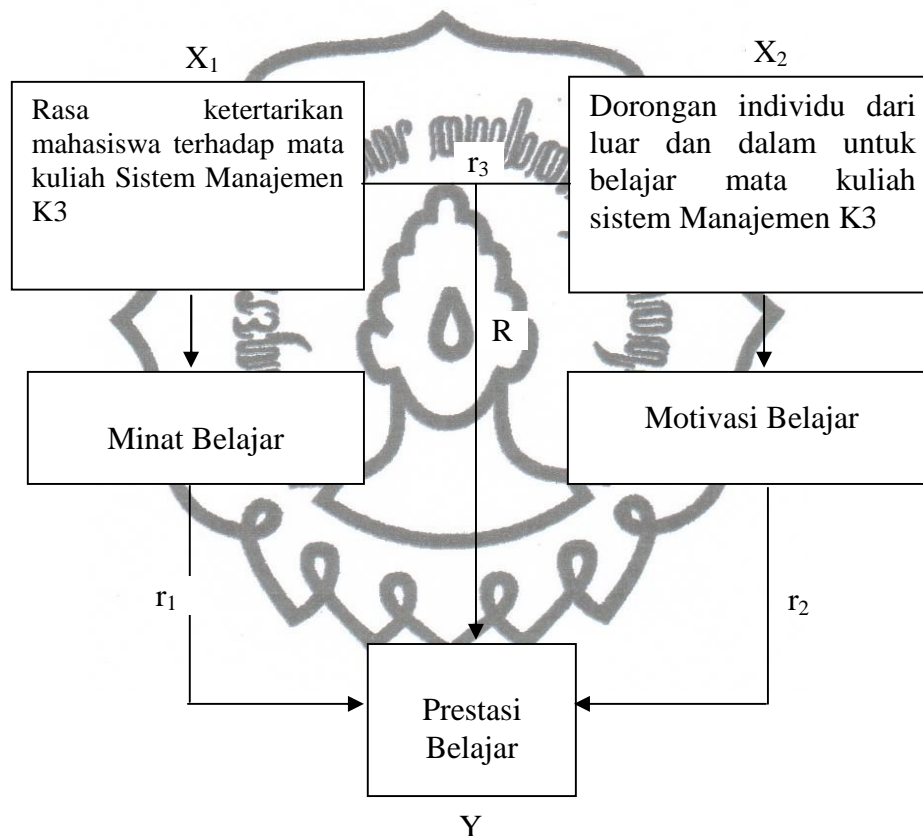 X₁
X₂
Rasa ketertarikan
mahasiswa terhadap mata
kuliah Sistem Manajemen
K3
Dorongan individu dari
luar dan dalam untuk
belajar mata kuliah
sistem Manajemen K3
r₃
R
Minat Belajar
Motivasi Belajar
r₁
r₂
Prestasi
Belajar
Y